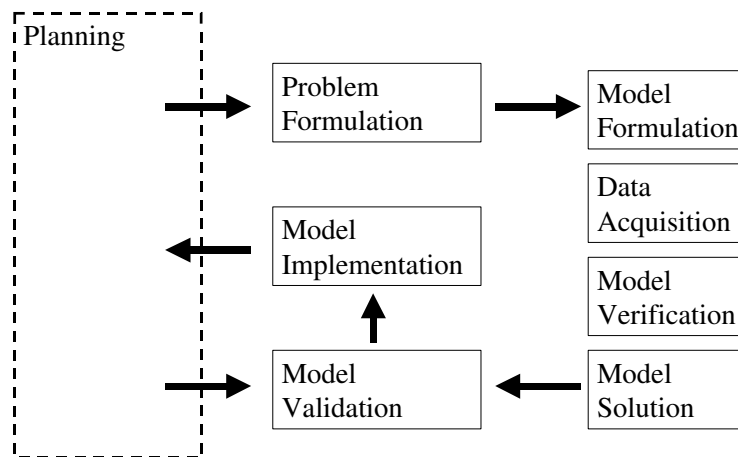 Planning
Problem
Formulation
Model
Formulation
Data
Acquisition
Model
Implementation
Model
Verification
Model
Validation
Model
Solution